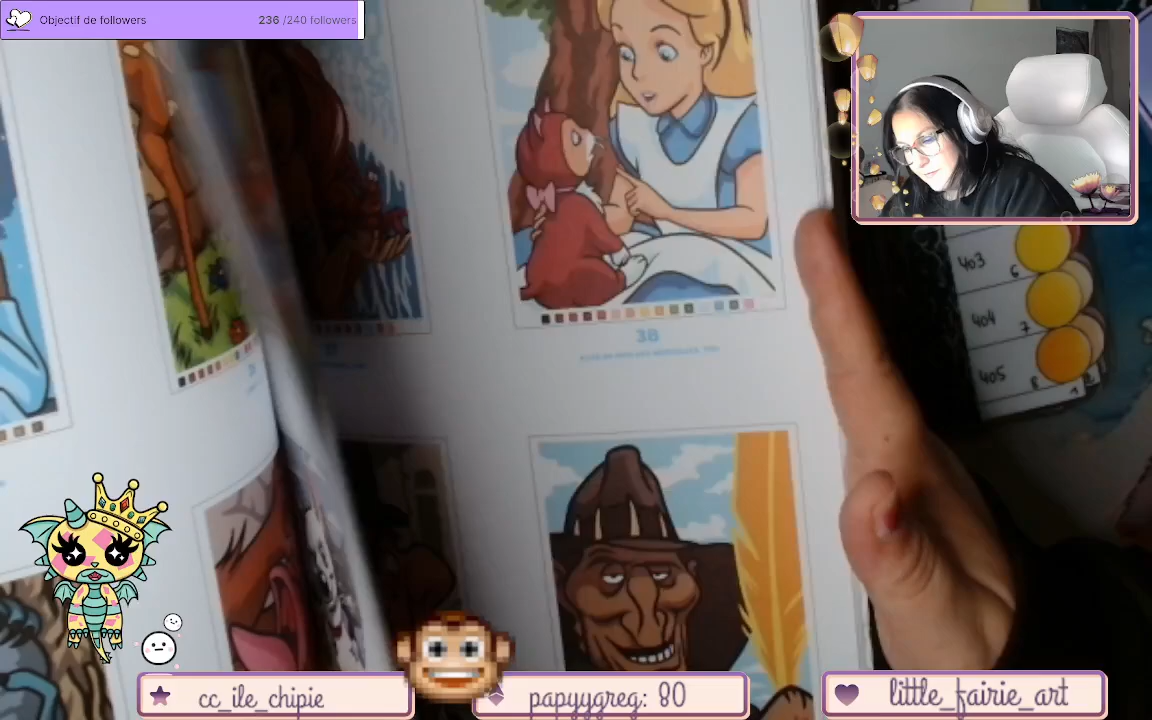 Objectif de followers
236 /240 followers
403
6
404
7
405
8
38
cc_ile_chipie
papyygreg: 80
little_fairie_art